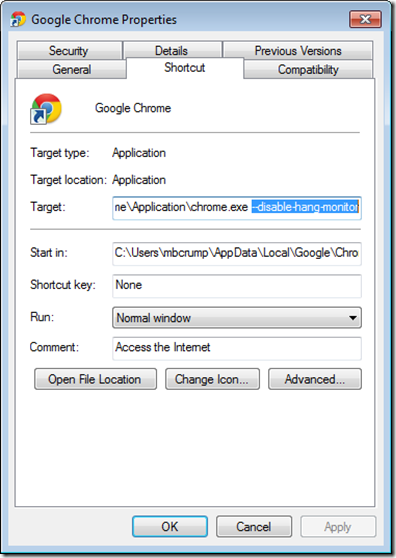 Google Chrome Properties
Security Details Previous Versions
General Shortcut Compatibility
Google Chrome
Target type: Application
Target location: Application
Target: ne\Application\chrome.exe --disable-hang-monitor
Start in: C:\Users\mbcrump\AppData\Local\Google\Chro
Shortcut key: None
Run: Normal window
Comment: Access the Internet
Open File Location Change Icon... Advanced...
OK Cancel Apply